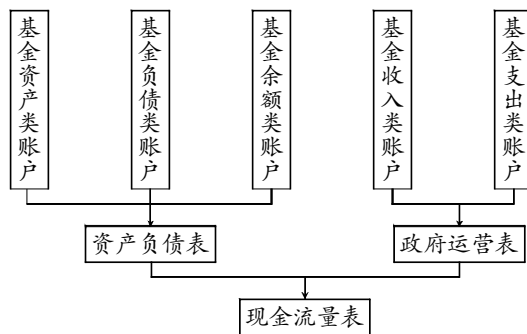 基金资产类账户
基金负债类账户
基金余额类账户
基金收入类账户
基金支出类账户
资产负债表
政府运营表
现金流量表